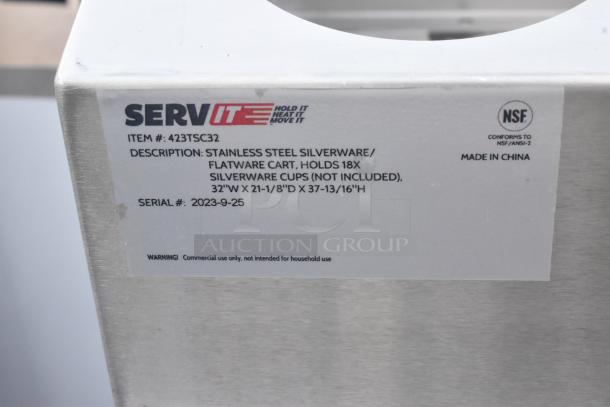 SERVIT HOLD IT
HEAT IT
MOVE IT
NSF
CONFORMS TO
NSF/ANSI-2
MADE IN CHINA
ITEM #: 423TSC32
DESCRIPTION: STAINLESS STEEL SILVERWARE/
FLATWARE CART, HOLDS 18X
SILVERWARE CUPS (NOT INCLUDED),
32"W X 21-1/8"D X 37-13/16"H
SERIAL #: 2023-9-25
PCI
AUCTION GROUP
WARNING! Commercial use only, not intended for household use